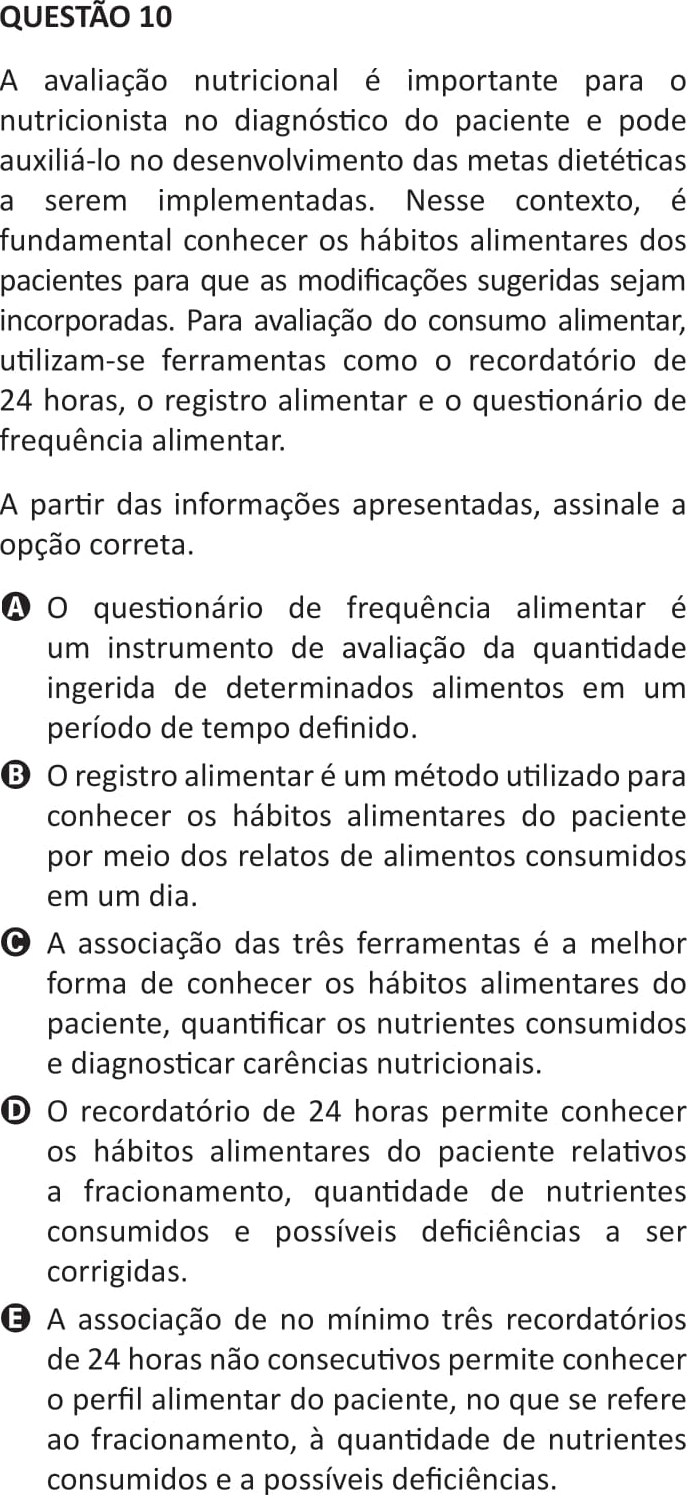 QUESTÃO 10
A avaliação nutricional é importante para o
nutricionista no diagnóstico do paciente e pode
auxiliá-lo no desenvolvimento das metas dietéticas
a serem implementadas. Nesse contexto, é
fundamental conhecer os hábitos alimentares dos
pacientes para que as modificações sugeridas sejam
incorporadas. Para avaliação do consumo alimentar,
utilizam-se ferramentas como o recordatório de
24 horas, o registro alimentar e o questionário de
frequência alimentar.
A partir das informações apresentadas, assinale a
opção correta.
A O questionário de frequência alimentar é
um instrumento de avaliação da quantidade
ingerida de determinados alimentos em um
período de tempo definido.
B O registro alimentar é um método utilizado para
conhecer os hábitos alimentares do paciente
por meio dos relatos de alimentos consumidos
em um dia.
C A associação das três ferramentas é a melhor
forma de conhecer os hábitos alimentares do
paciente, quantificar os nutrientes consumidos
e diagnosticar carências nutricionais.
D O recordatório de 24 horas permite conhecer
os hábitos alimentares do paciente relativos
a fracionamento, quantidade de nutrientes
consumidos e possíveis deficiências a ser
corrigidas.
E A associação de no mínimo três recordatórios
de 24 horas não consecutivos permite conhecer
o perfil alimentar do paciente, no que se refere
ao fracionamento, à quantidade de nutrientes
consumidos e a possíveis deficiências.